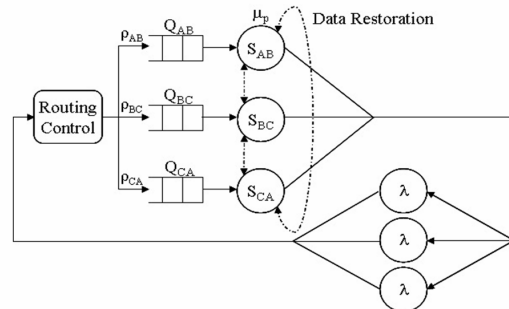 μp
Data Restoration
ρAB
QAB
SAB
Routing
Control
ρBC
QBC
SBC
ρCA
QCA
SCA
λ
λ
λ